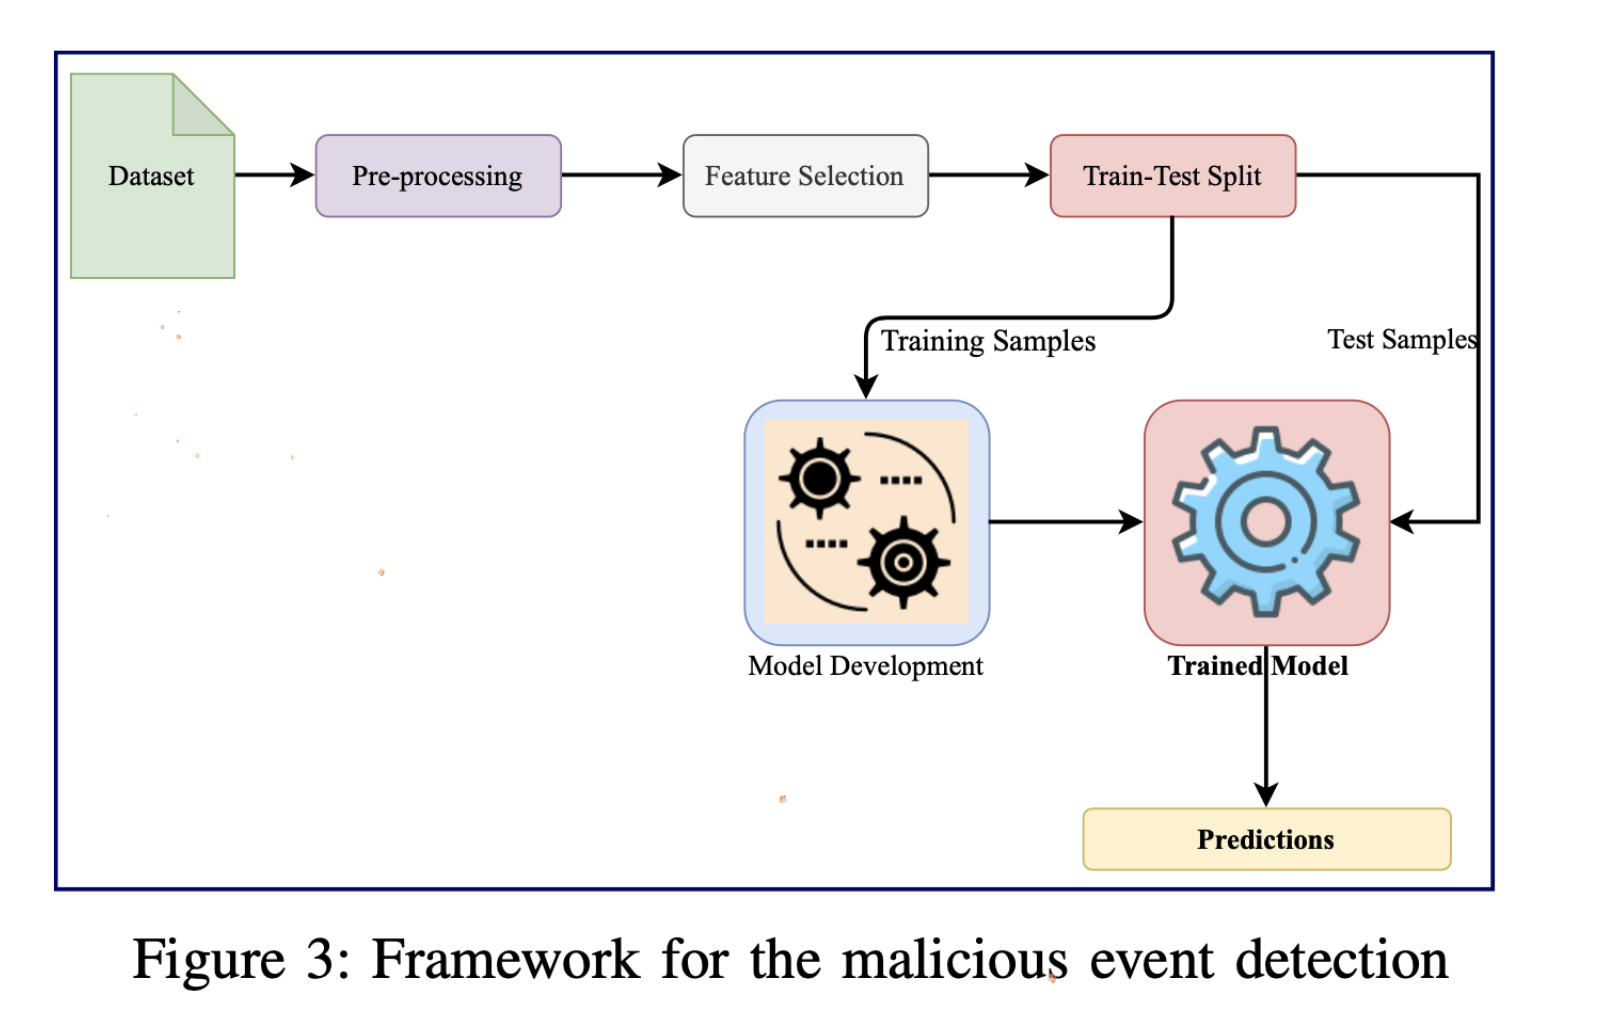 Dataset
Pre-processing
Feature Selection
Train-Test Split
Training Samples
Test Samples
Model Development
Trained Model
Predictions
Figure 3: Framework for the malicious event detection